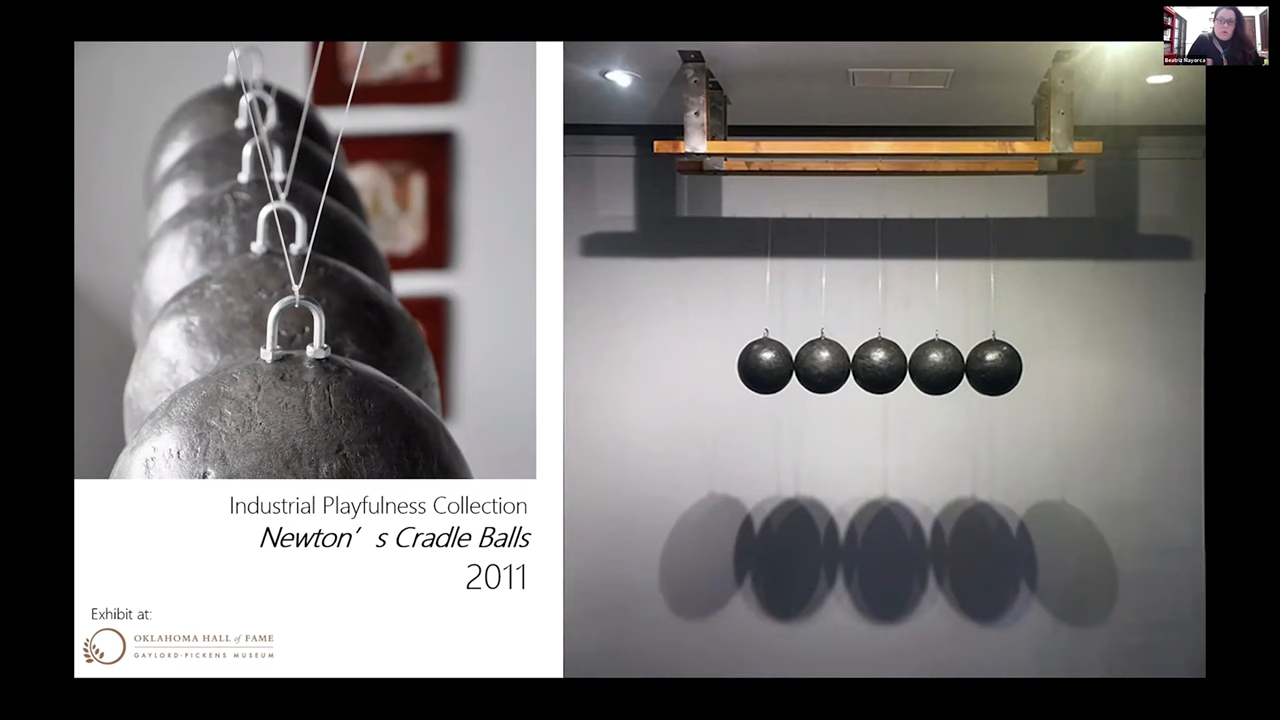 Beatriz Mayorca
Industrial Playfulness Collection
Newton’ s Cradle Balls
2011
Exhibit at:
OKLAHOMA HALL of FAME
GAYLORD-PICKENS MUSEUM